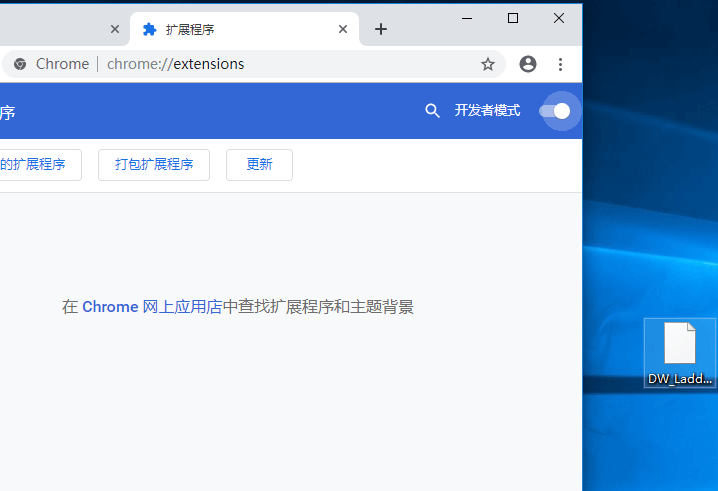 扩展程序
Chrome chrome://extensions
序 开发者模式
的扩展程序 打包扩展程序 更新
在 Chrome 网上应用店中查找扩展程序和主题背景
DW_Ladd...